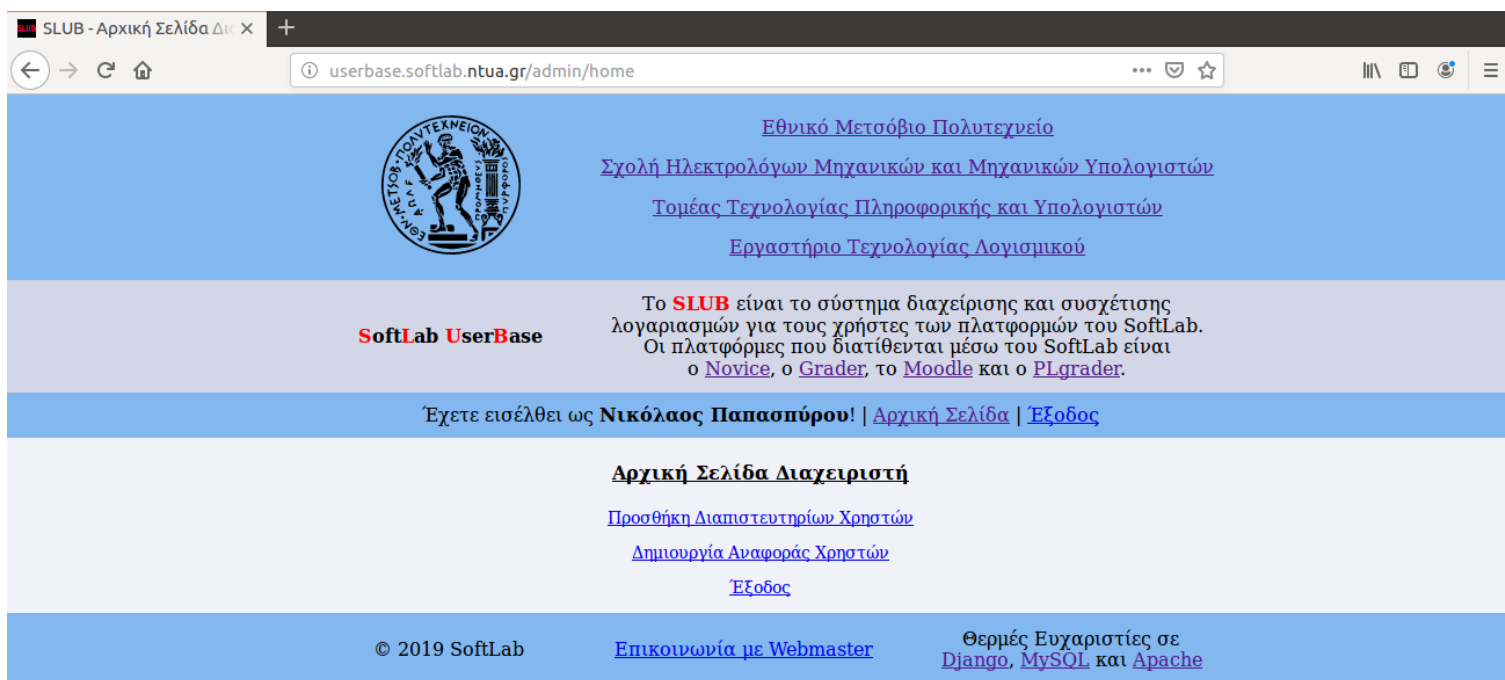 SLUB - Αρχική Σελίδα Δι
userbase.softlab.ntua.gr/admin/home
Εθνικό Μετσόβιο Πολυτεχνείο
Σχολή Ηλεκτρολόγων Μηχανικών και Μηχανικών Υπολογιστών
Τομέας Τεχνολογίας Πληροφορικής και Υπολογιστών
Εργαστήριο Τεχνολογίας Λογισμικού
SoftLab UserBase
Το SLUB είναι το σύστημα διαχείρισης και συσχέτισης
λογαριασμών για τους χρήστες των πλατφορμών του SoftLab.
Οι πλατφόρμες που διατίθενται μέσω του SoftLab είναι
ο Novice, ο Grader, το Moodle και ο PLgrader.
Έχετε εισέλθει ως Νικόλαος Παπασπύρου! | Αρχική Σελίδα | Έξοδος
Αρχική Σελίδα Διαχειριστή
Προσθήκη Διαπιστευτηρίων Χρηστών
Δημιουργία Αναφοράς Χρηστών
Έξοδος
© 2019 SoftLab
Επικοινωνία με Webmaster
Θερμές Ευχαριστίες σε
Django, MySQL και Apache